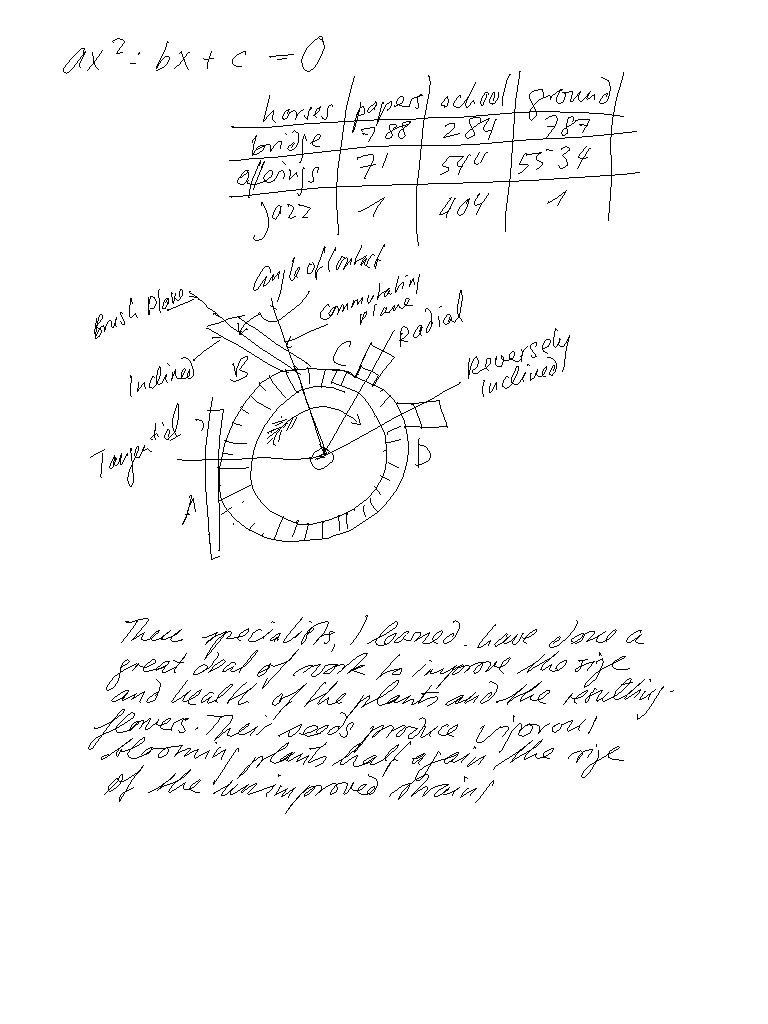 ax² = bx + c = 0
horses papers school ground
bridge 788 284 787
offerings 71 544 5534
jazz 1 404 1
Angle of Contact
Brush Plane
Commutating
plane
Radial
C
Inclined
B
Reversely
Inclined
Tangential
D
A
These specialists, I learned. have done a
great deal of work to improve the size
and health of the plants and the resulting
flowers. Their seeds produce vigorous
blooming plants half again the size
of the unimproved strains